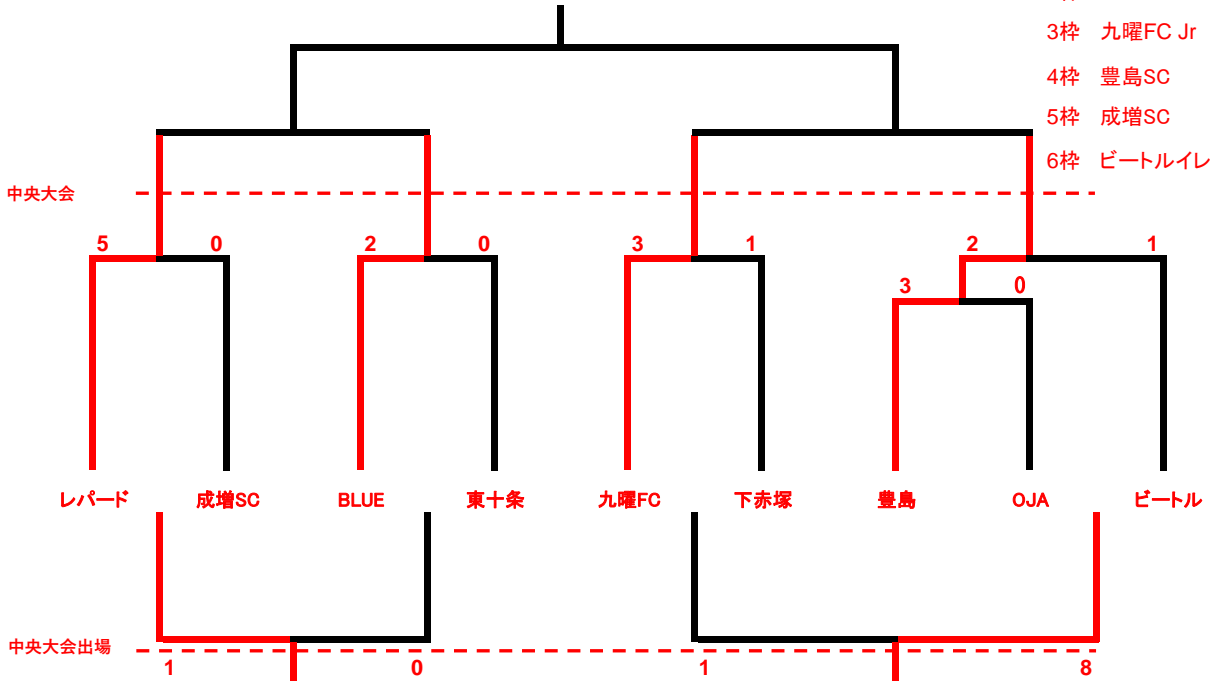 3枠 九曜FC Jr
4枠 豊島SC
5枠 成増SC
6枠 ビートルイレ
中央大会
5 0 2 0 3 1 2 1
3 0
レパード 成増SC BLUE 東十条 九曜FC 下赤塚 豊島 OJA ビートル
中央大会出場
1 0 1 8